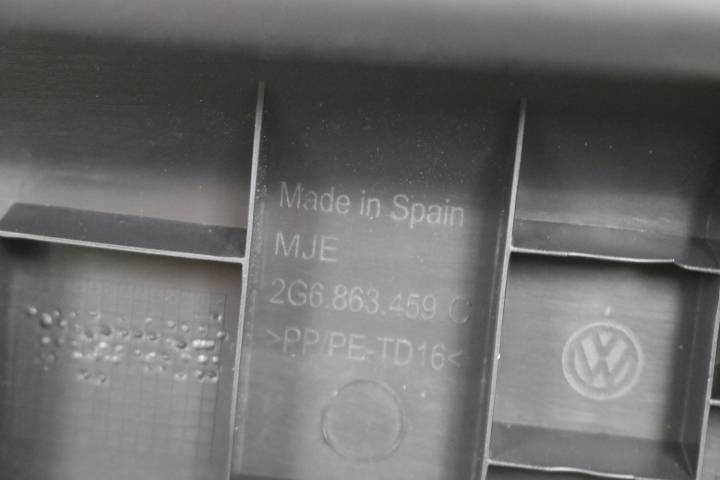 Made in Spain
MJE
2G6.863.459 C
>PP/PE-TD16<